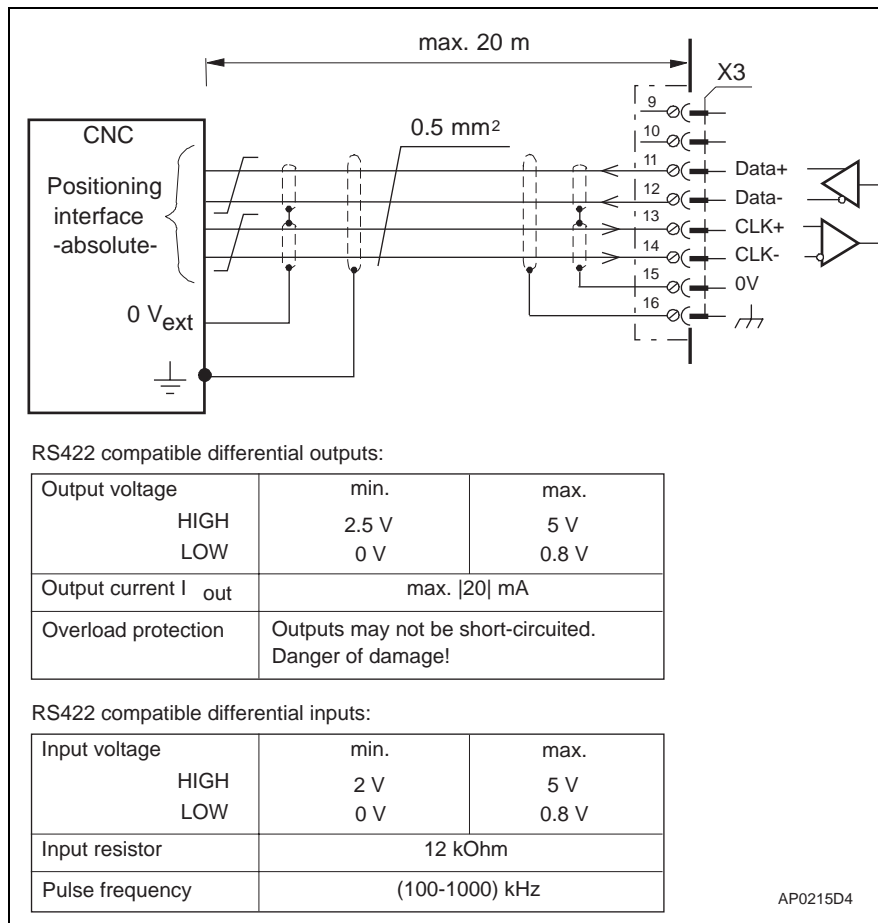 max. 20 m
X3
CNC
0.5 mm²
Positioning
interface
-absolute-
0 Vext
9
10
11 Data+
12 Data-
13 CLK+
14 CLK-
15 0V
16
RS422 compatible differential outputs:
Output voltage min. max.
HIGH 2.5 V 5 V
LOW 0 V 0.8 V
Output current I out max. |20| mA
Overload protection Outputs may not be short-circuited.
Danger of damage!
RS422 compatible differential inputs:
Input voltage min. max.
HIGH 2 V 5 V
LOW 0 V 0.8 V
Input resistor 12 kOhm
Pulse frequency (100-1000) kHz
AP0215D4